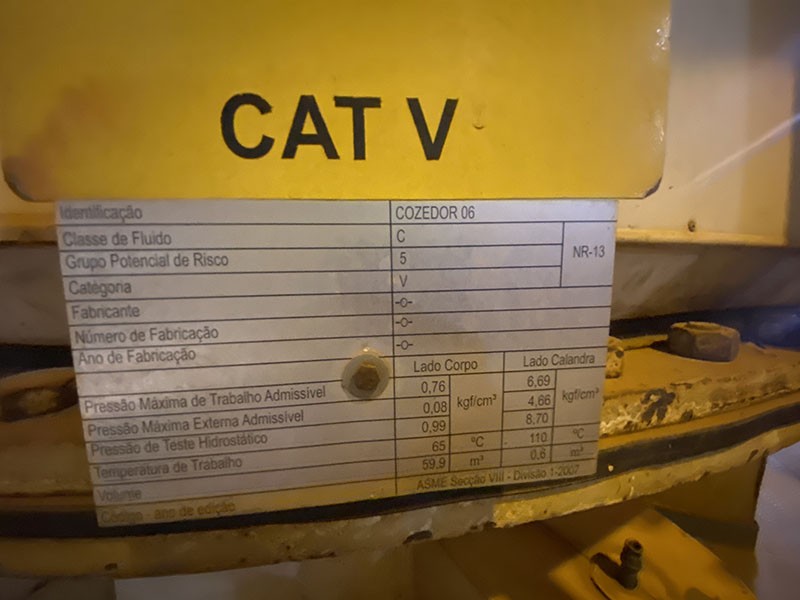 CAT V
Identificação COZEDOR 06
Classe de Fluido C
Grupo Potencial de Risco 5 NR-13
Categoria V
Fabricante -o-
Número de Fabricação -o-
Ano de Fabricação -o-
Lado Corpo Lado Calandra
Pressão Máxima de Trabalho Admissível 0,76 kgf/cm² 6,69 kgf/cm²
Pressão Máxima Externa Admissível 0,08 4,66
Pressão de Teste Hidrostático 0,99 8,70
Temperatura de Trabalho 65 ºC 110 ºC
Volume 59,9 m³ 0,6 m³
Código - ano de edição ASME Secção VIII - Divisão 1-2007